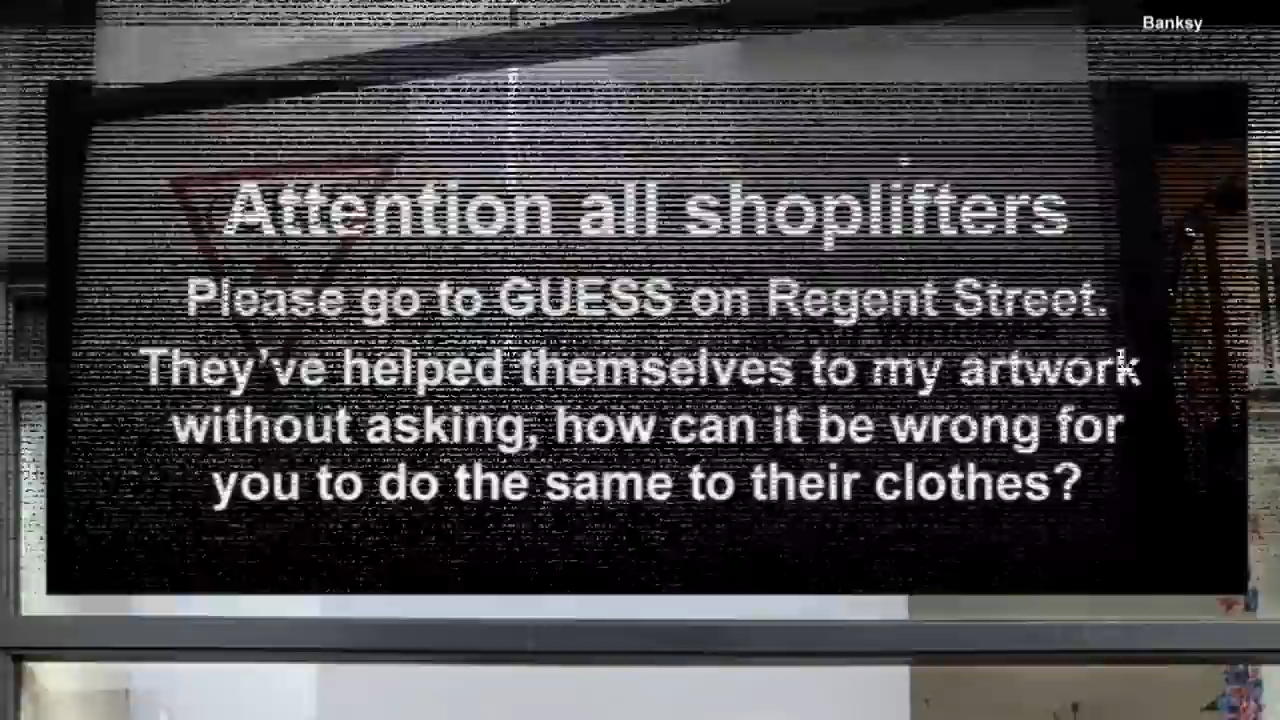 Banksy
Attention all shoplifters
Please go to GUESS on Regent Street.
They've helped themselves to my artwork
without asking, how can it be wrong for
you to do the same to their clothes?